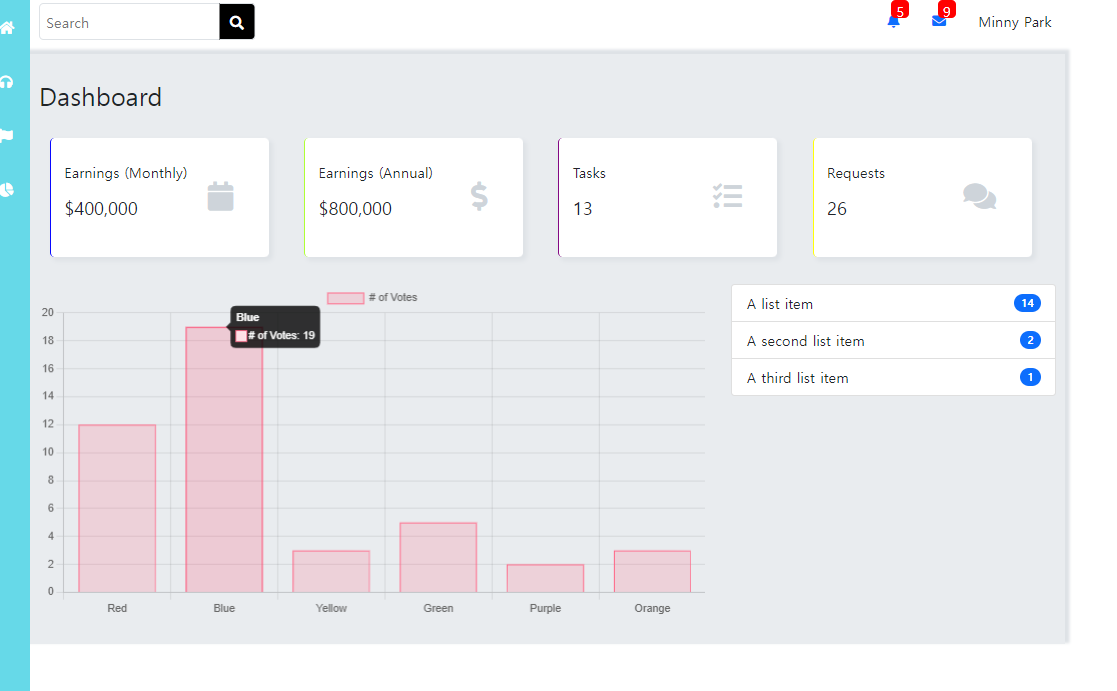 Search
5
9
Minny Park
Dashboard
Earnings (Monthly)
$400,000
Earnings (Annual)
$800,000
Tasks
13
Requests
26
# of Votes
20
18
16
14
12
10
8
6
4
2
0
Blue
# of Votes: 19
Red
Blue
Yellow
Green
Purple
Orange
A list item
14
A second list item
2
A third list item
1